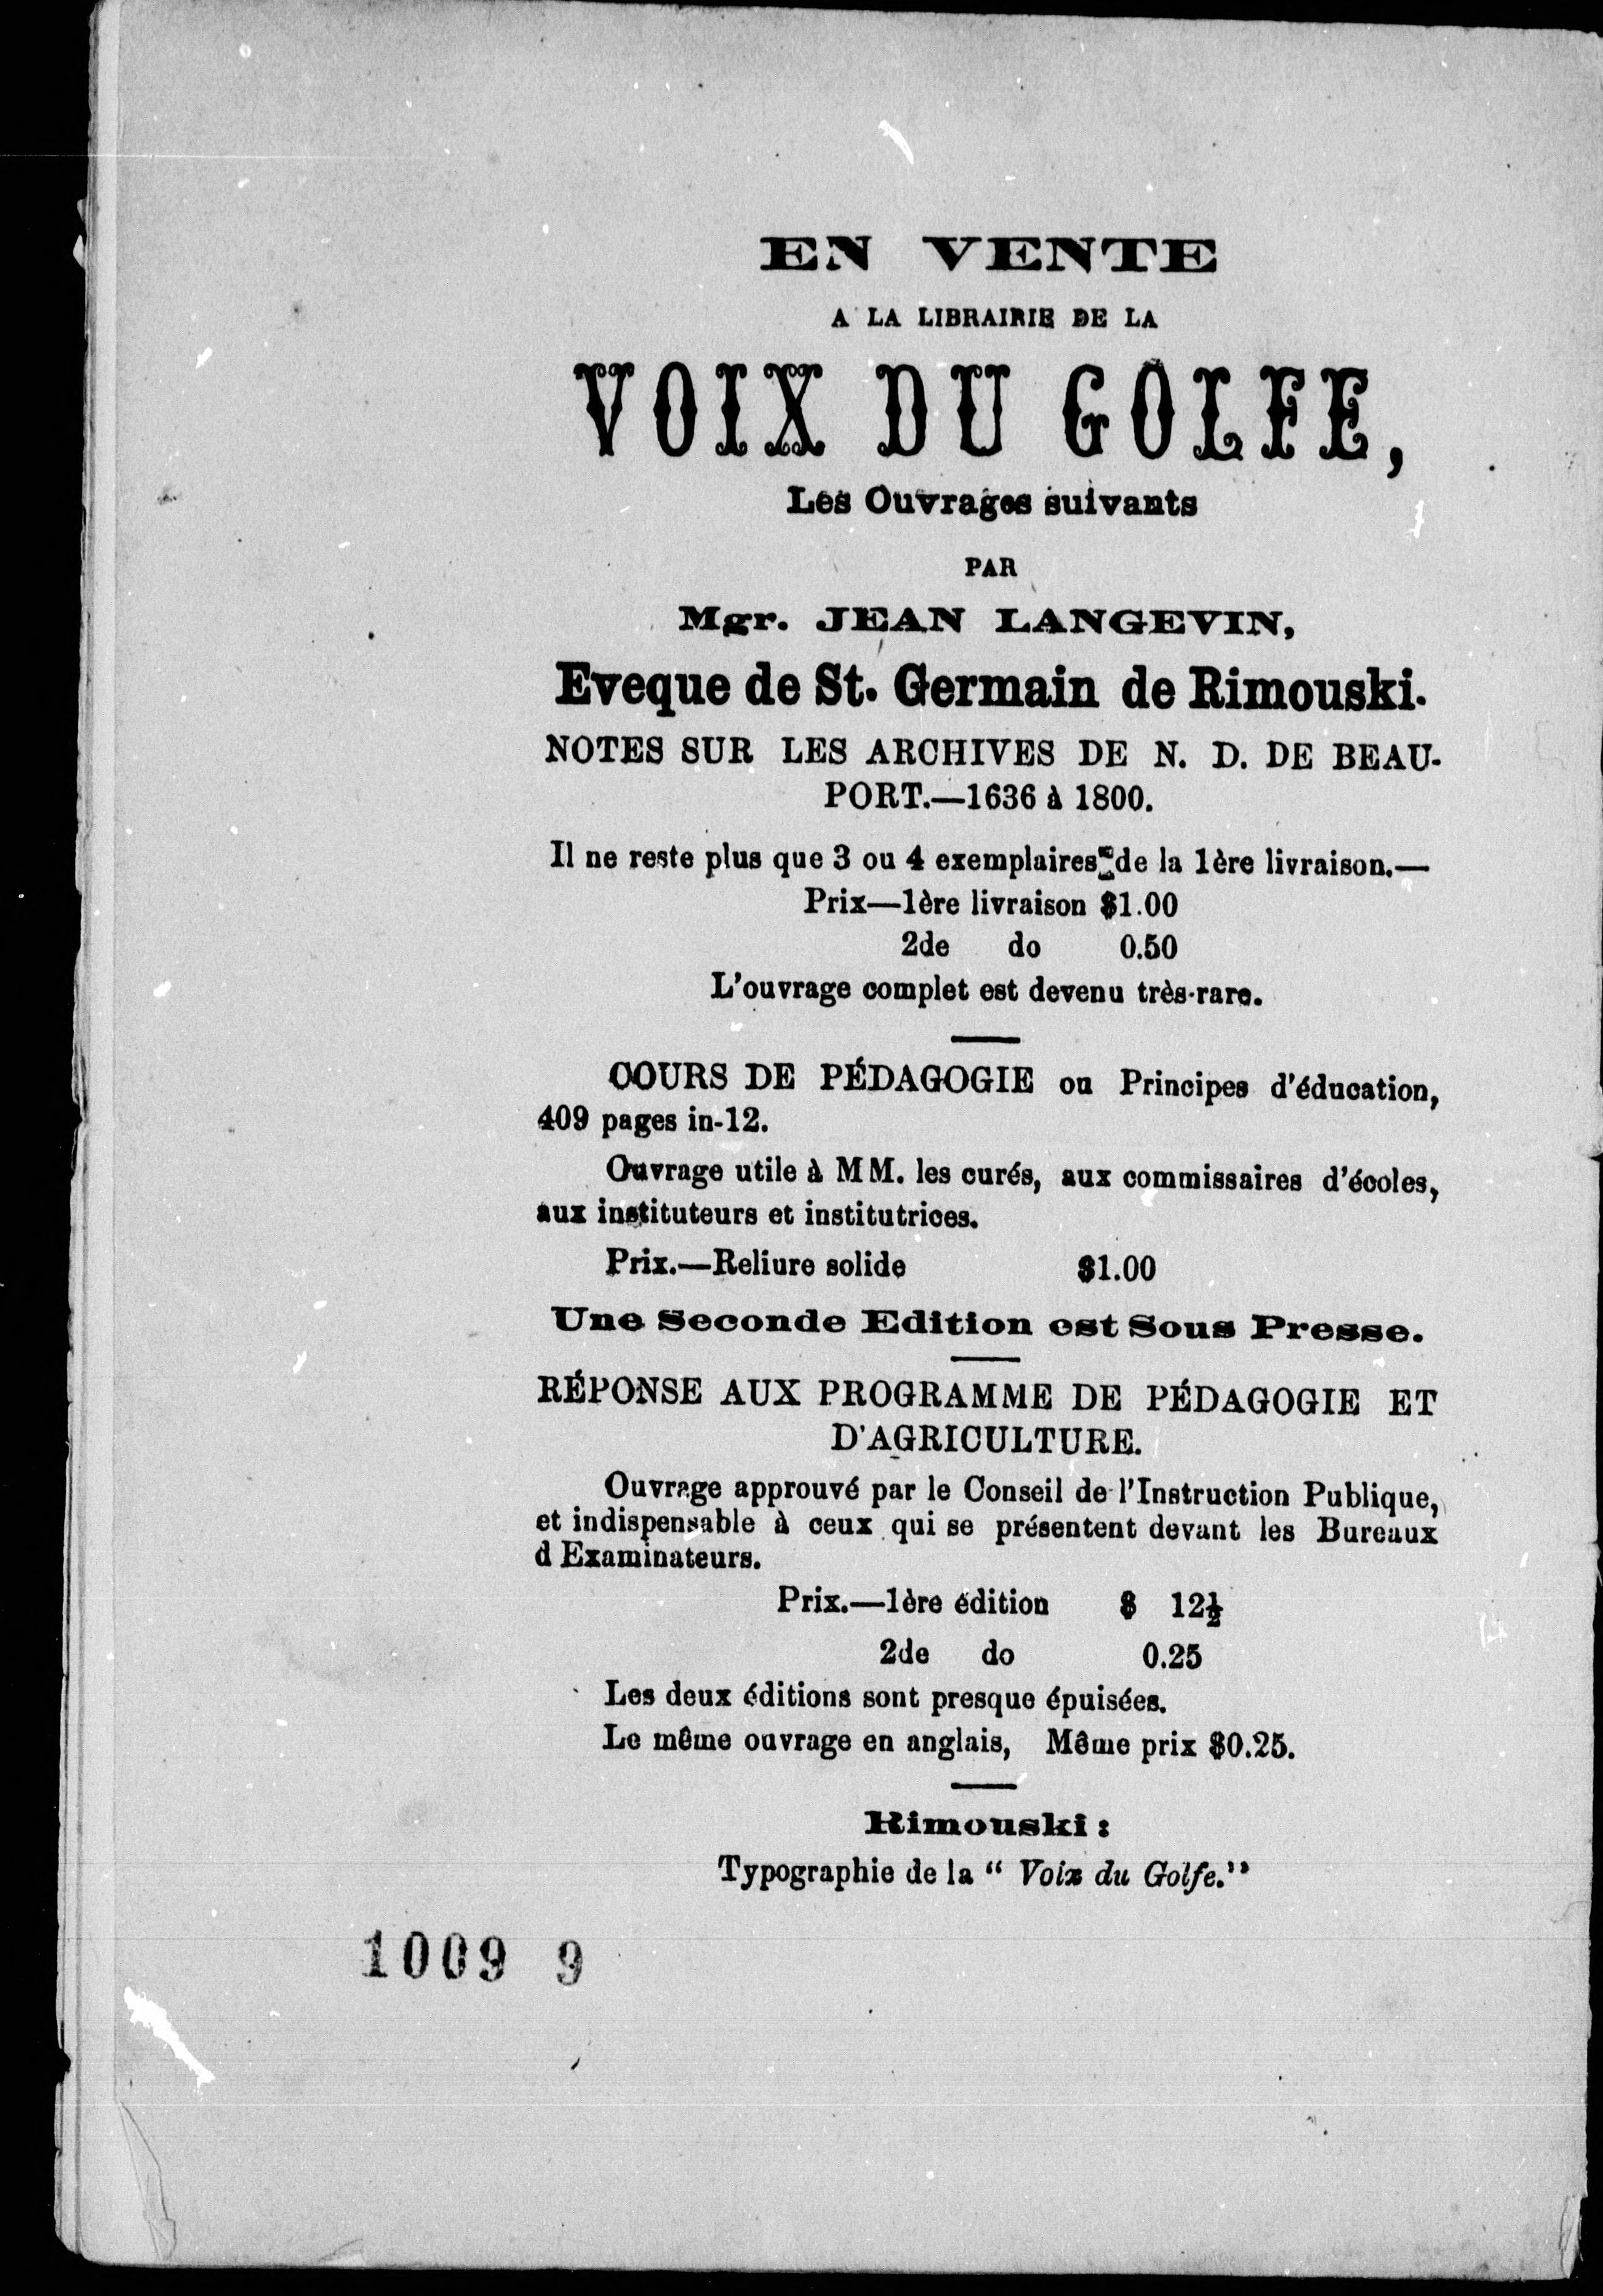 EN VENTE
A LA LIBRAIRIE DE LA
VOIX DU GOLFE,
Les Ouvrages suivants
PAR
Mgr. JEAN LANGEVIN,
Eveque de St. Germain de Rimouski.
NOTES SUR LES ARCHIVES DE N. D. DE BEAU-
PORT.—1636 à 1800.
Il ne reste plus que 3 ou 4 exemplaires de la 1ère livraison.—
Prix—1ère livraison $1.00
2de do 0.50
L'ouvrage complet est devenu très-rare.
COURS DE PÉDAGOGIE ou Principes d'éducation,
409 pages in-12.
Ouvrage utile à MM. les curés, aux commissaires d'écoles,
aux instituteurs et institutrices.
Prix.—Reliure solide $1.00
Une Seconde Edition est Sous Presse.
RÉPONSE AUX PROGRAMME DE PÉDAGOGIE ET
D'AGRICULTURE.
Ouvrage approuvé par le Conseil de l'Instruction Publique,
et indispensable à ceux qui se présentent devant les Bureaux
d Examinateurs.
Prix.—1ère édition $ 12½
2de do 0.25
Les deux éditions sont presque épuisées.
Le même ouvrage en anglais, Même prix $0.25.
Rimouski :
Typographie de la " Voix du Golfe."
1009 9